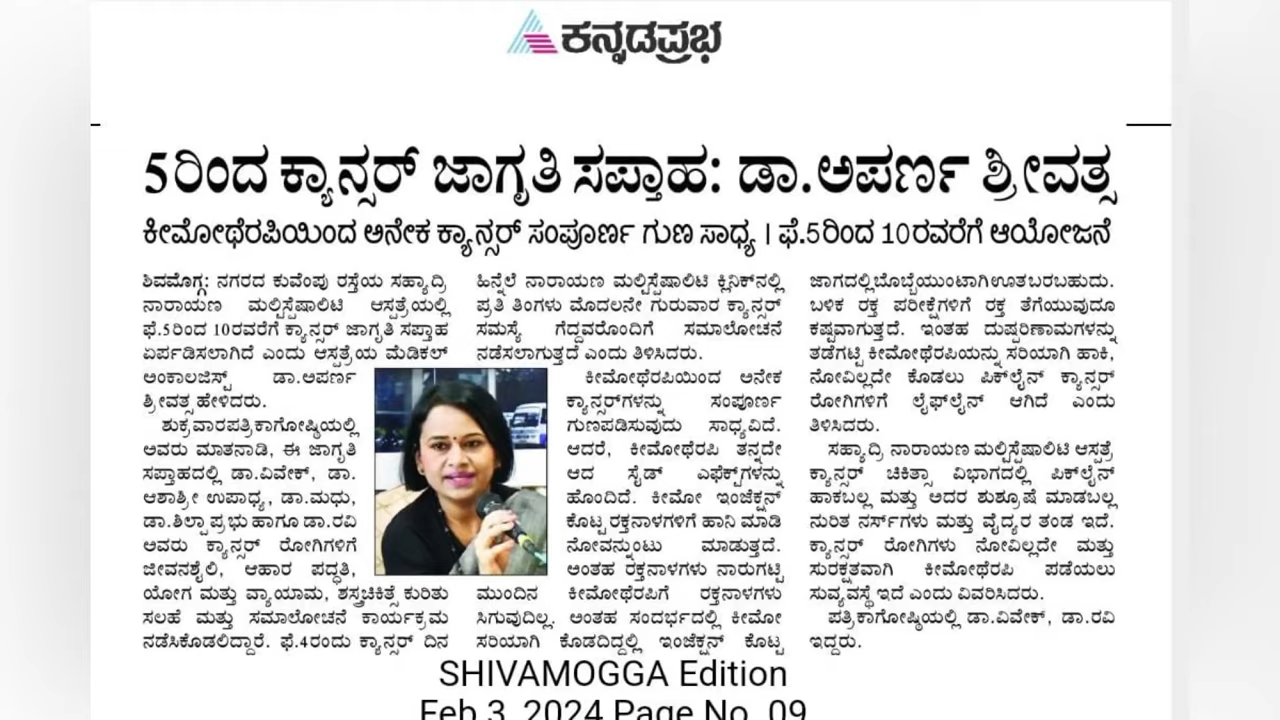 ಕನ್ನಡಪ್ರಭ
5ರಿಂದ ಕ್ಯಾನ್ಸರ್ ಜಾಗೃತಿ ಸಪ್ತಾಹ: ಡಾ.ಅಪರ್ಣ ಶ್ರೀವತ್ಸ
ಕೀಮೋಥೆರಪಿಯಿಂದ ಅನೇಕ ಕ್ಯಾನ್ಸರ್ ಸಂಪೂರ್ಣ ಗುಣ ಸಾಧ್ಯ | ಫೆ.5ರಿಂದ 10ರವರೆಗೆ ಆಯೋಜನೆ
ಶಿವಮೊಗ್ಗ: ನಗರದ ಕುವೆಂಪು ರಸ್ತೆಯ ಸಹ್ಯಾದ್ರಿ
ನಾರಾಯಣ ಮಲ್ಟಿಸ್ಪೆಷಾಲಿಟಿ ಆಸ್ಪತ್ರೆಯಲ್ಲಿ
ಫೆ.5ರಿಂದ 10ರವರೆಗೆ ಕ್ಯಾನ್ಸರ್ ಜಾಗೃತಿ ಸಪ್ತಾಹ
ಏರ್ಪಡಿಸಲಾಗಿದೆ ಎಂದು ಆಸ್ಪತ್ರೆಯ ಮೆಡಿಕಲ್
ಅಂಕಾಲಜಿಸ್ಟ್ ಡಾ.ಅಪರ್ಣ
ಶ್ರೀವತ್ಸ ಹೇಳಿದರು.
ಶುಕ್ರವಾರ ಪತ್ರಿಕಾಗೋಷ್ಠಿಯಲ್ಲಿ
ಅವರು ಮಾತನಾಡಿ, ಈ ಜಾಗೃತಿ
ಸಪ್ತಾಹದಲ್ಲಿ ಡಾ.ವಿವೇಕ್, ಡಾ.
ಆಶಾಶ್ರೀ ಉಪಾಧ್ಯ, ಡಾ.ಮಧು,
ಡಾ.ಶಿಲ್ಪಾ ಪ್ರಭು ಹಾಗೂ ಡಾ.ರವಿ
ಅವರು ಕ್ಯಾನ್ಸರ್ ರೋಗಿಗಳಿಗೆ
ಜೀವನಶೈಲಿ, ಆಹಾರ ಪದ್ಧತಿ,
ಯೋಗ ಮತ್ತು ವ್ಯಾಯಾಮ, ಶಸ್ತ್ರಚಿಕಿತ್ಸೆ ಕುರಿತು
ಸಲಹೆ ಮತ್ತು ಸಮಾಲೋಚನೆ ಕಾರ್ಯಕ್ರಮ
ನಡೆಸಿಕೊಡಲಿದ್ದಾರೆ. ಫೆ.4ರಂದು ಕ್ಯಾನ್ಸರ್ ದಿನ
ಹಿನ್ನೆಲೆ ನಾರಾಯಣ ಮಲ್ಟಿಸ್ಪೆಷಾಲಿಟಿ ಕ್ಲಿನಿಕ್‌ನಲ್ಲಿ
ಪ್ರತಿ ತಿಂಗಳು ಮೊದಲನೇ ಗುರುವಾರ ಕ್ಯಾನ್ಸರ್
ಸಮಸ್ಯೆ ಗೆದ್ದವರೊಂದಿಗೆ ಸಮಾಲೋಚನೆ
ನಡೆಸಲಾಗುತ್ತದೆ ಎಂದು ತಿಳಿಸಿದರು.
ಕೀಮೋಥೆರಪಿಯಿಂದ ಅನೇಕ
ಕ್ಯಾನ್ಸರ್‌ಗಳನ್ನು ಸಂಪೂರ್ಣ
ಗುಣಪಡಿಸುವುದು ಸಾಧ್ಯವಿದೆ.
ಆದರೆ, ಕೀಮೋಥೆರಪಿ ತನ್ನದೇ
ಆದ ಸೈಡ್ ಎಫೆಕ್ಟ್‌ಗಳನ್ನು
ಹೊಂದಿದೆ. ಕೀಮೋ ಇಂಜೆಕ್ಷನ್
ಕೊಟ್ಟ ರಕ್ತನಾಳಗಳಿಗೆ ಹಾನಿ ಮಾಡಿ
ನೋವನ್ನುಂಟು ಮಾಡುತ್ತದೆ.
ಅಂತಹ ರಕ್ತನಾಳಗಳು ನಾರುಗಟ್ಟಿ
ಮುಂದಿನ ಕೀಮೋಥೆರಪಿಗೆ ರಕ್ತನಾಳಗಳು
ಸಿಗುವುದಿಲ್ಲ. ಅಂತಹ ಸಂದರ್ಭದಲ್ಲಿ ಕೀಮೋ
ಸರಿಯಾಗಿ ಕೊಡದಿದ್ದಲ್ಲಿ ಇಂಜೆಕ್ಷನ್ ಕೊಟ್ಟ
ಜಾಗದಲ್ಲಿ ಬೊಬ್ಬೆಯುಂಟಾಗಿ ಊತ ಬರಬಹುದು.
ಬಳಿಕ ರಕ್ತ ಪರೀಕ್ಷೆಗಳಿಗೆ ರಕ್ತ ತೆಗೆಯುವುದೂ
ಕಷ್ಟವಾಗುತ್ತದೆ. ಇಂತಹ ದುಷ್ಪರಿಣಾಮಗಳನ್ನು
ತಡೆಗಟ್ಟಿ ಕೀಮೋಥೆರಪಿಯನ್ನು ಸರಿಯಾಗಿ ಹಾಕಿ,
ನೋವಿಲ್ಲದೇ ಕೊಡಲು ಪಿಕ್‌ಲೈನ್ ಕ್ಯಾನ್ಸರ್
ರೋಗಿಗಳಿಗೆ ಲೈಫ್‌ಲೈನ್ ಆಗಿದೆ ಎಂದು
ತಿಳಿಸಿದರು.
ಸಹ್ಯಾದ್ರಿ ನಾರಾಯಣ ಮಲ್ಟಿಸ್ಪೆಷಾಲಿಟಿ ಆಸ್ಪತ್ರೆ
ಕ್ಯಾನ್ಸರ್ ಚಿಕಿತ್ಸಾ ವಿಭಾಗದಲ್ಲಿ ಪಿಕ್‌ಲೈನ್
ಹಾಕಬಲ್ಲ ಮತ್ತು ಅದರ ಶುಶ್ರೂಷೆ ಮಾಡಬಲ್ಲ
ನುರಿತ ನರ್ಸ್‌ಗಳು ಮತ್ತು ವೈದ್ಯರ ತಂಡ ಇದೆ.
ಕ್ಯಾನ್ಸರ್ ರೋಗಿಗಳು ನೋವಿಲ್ಲದೇ ಮತ್ತು
ಸುರಕ್ಷತವಾಗಿ ಕೀಮೋಥೆರಪಿ ಪಡೆಯಲು
ಸುವ್ಯವಸ್ಥೆ ಇದೆ ಎಂದು ವಿವರಿಸಿದರು.
ಪತ್ರಿಕಾಗೋಷ್ಠಿಯಲ್ಲಿ ಡಾ.ವಿವೇಕ್, ಡಾ.ರವಿ
ಇದ್ದರು.
SHIVAMOGGA Edition
Feb 3, 2024 Page No. 09